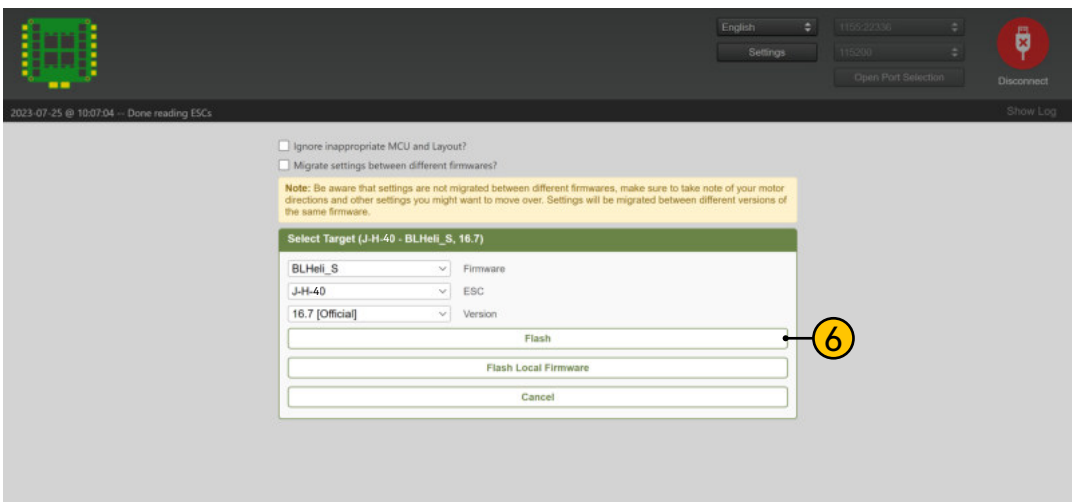 English
1155:22336
Settings
115200
Open Port Selection
Disconnect
2023-07-25 @ 10:07:04 -- Done reading ESCs
Show Log
Ignore inappropriate MCU and Layout?
Migrate settings between different firmwares?
Note: Be aware that settings are not migrated between different firmwares, make sure to take note of your motor
directions and other settings you might want to move over. Settings will be migrated between different versions of
the same firmware.
Select Target (J-H-40 - BLHeli_S, 16.7)
BLHeli_S Firmware
J-H-40 ESC
16.7 [Official] Version
Flash
6
Flash Local Firmware
Cancel